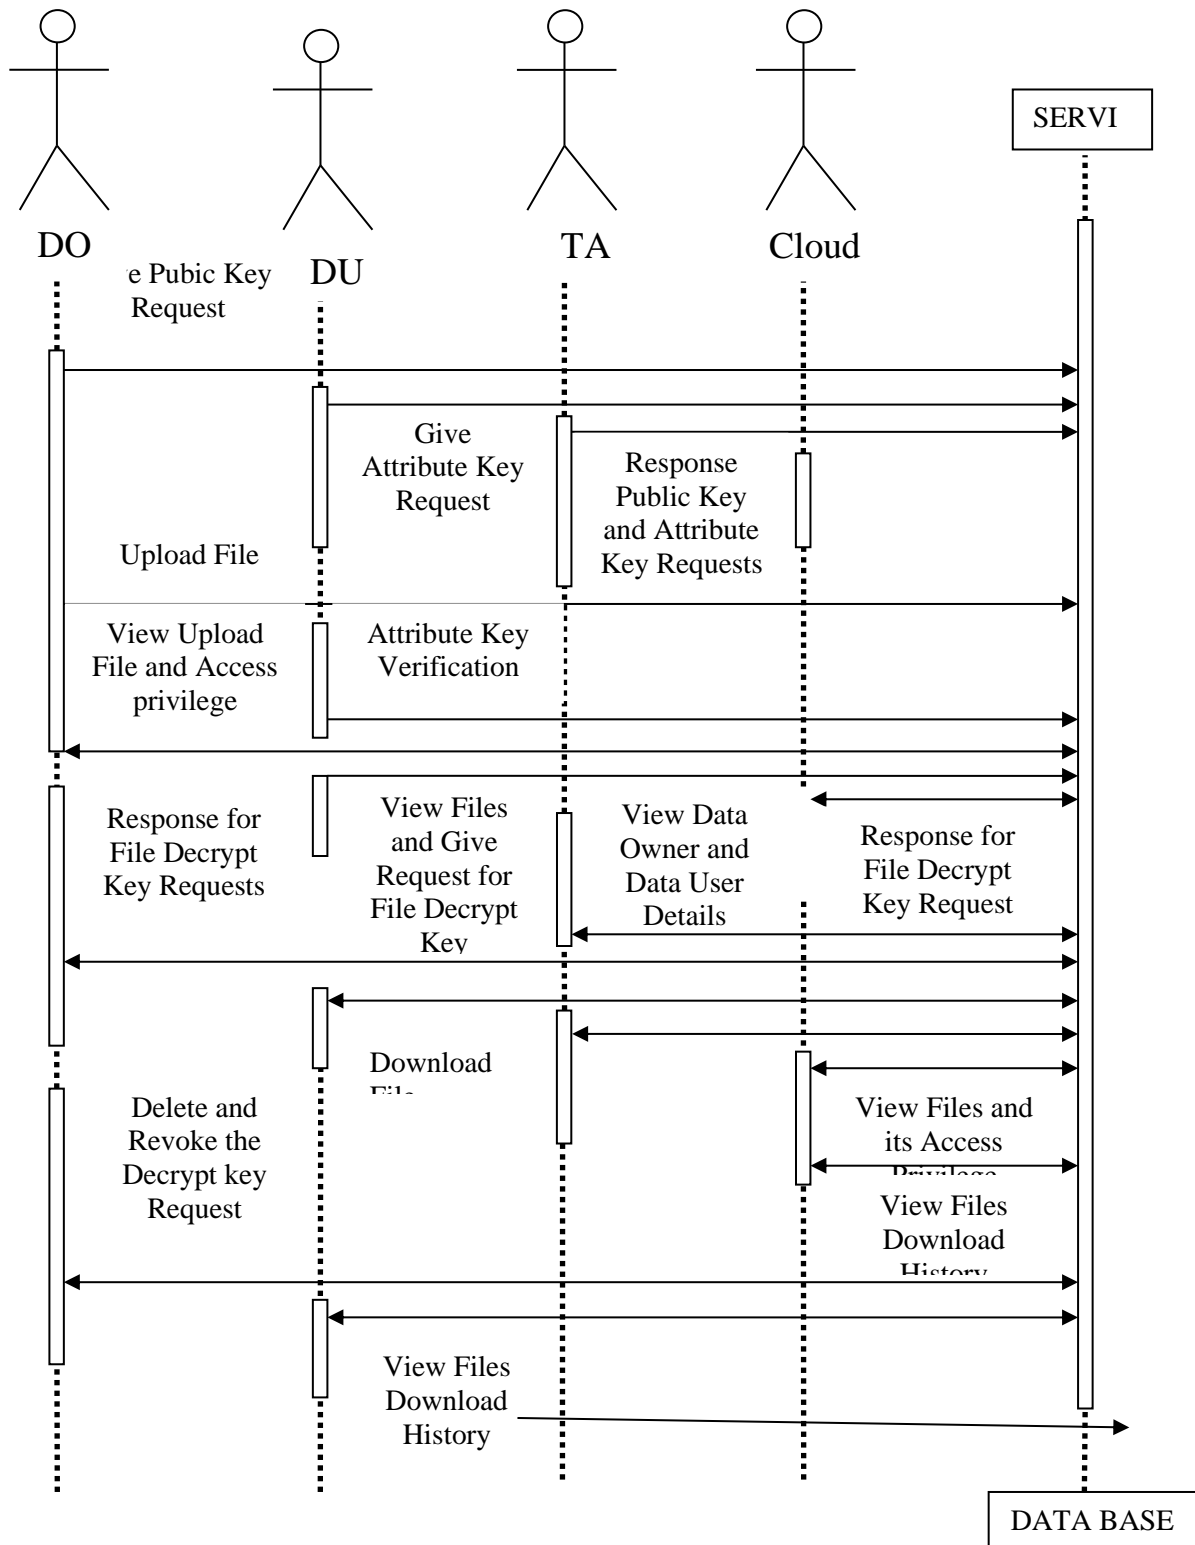 SERVI
DO
DU
TA
Cloud
e Pubic Key
Request
Give
Attribute Key
Request
Response
Public Key
and Attribute
Key Requests
Upload File
View Upload
File and Access
privilege
Attribute Key
Verification
Response for
File Decrypt
Key Requests
View Files
and Give
Request for
File Decrypt
Key
View Data
Owner and
Data User
Details
Response for
File Decrypt
Key Request
Download
File
Delete and
Revoke the
Decrypt key
Request
View Files and
its Access
Privilege
View Files
Download
History
View Files
Download
History
DATA BASE